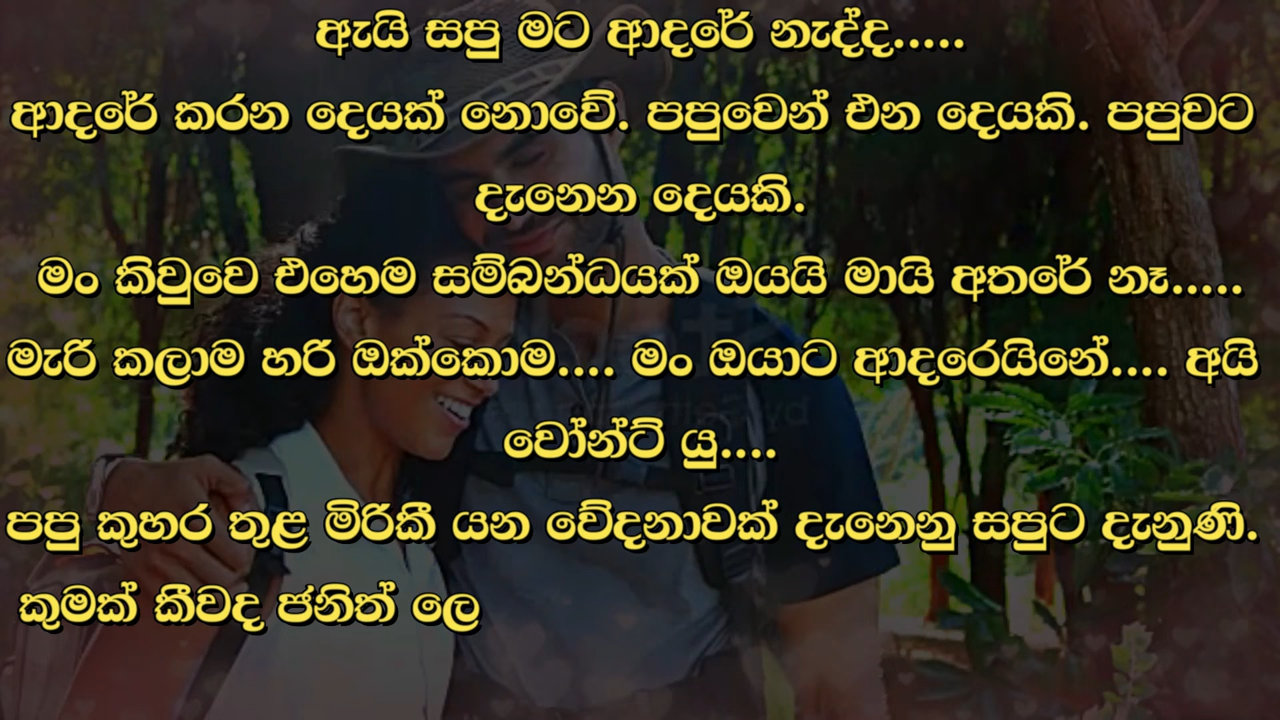 ඇයි සපු මට ආදරේ නැද්ද.....
ආදරේ කරන දෙයක් නොවේ. පපුවෙන් එන දෙයකි. පපුවට
දැනෙන දෙයකි.
මං කිවුවෙ එහෙම සම්බන්ධයක් ඔයයි මායි අතරේ නෑ.....
මැරි කලාම හරි ඔක්කොම.... මං ඔයාට ආදරෙයිනේ.... අයි
වෝන්ට් යු....
පපු කුහර තුළ මිරිකී යන වේදනාවක් දැනෙනු සපුට දැනුණි.
කුමක් කීවද ජනිත් ලෙ